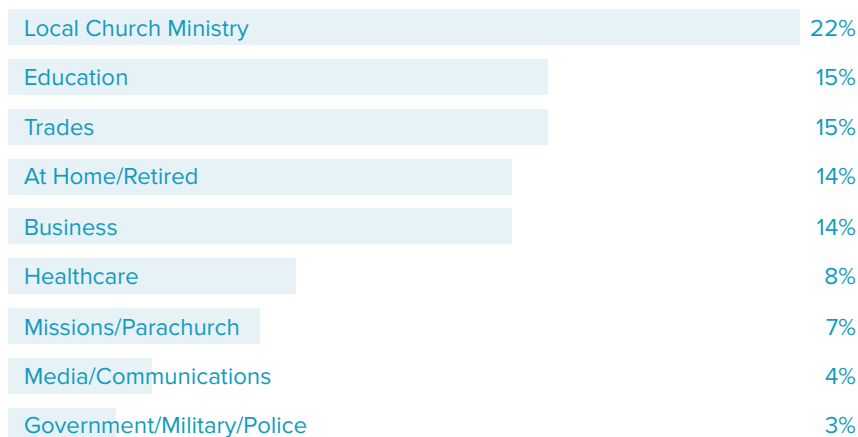 Local Church Ministry 22%
Education 15%
Trades 15%
At Home/Retired 14%
Business 14%
Healthcare 8%
Missions/Parachurch 7%
Media/Communications 4%
Government/Military/Police 3%